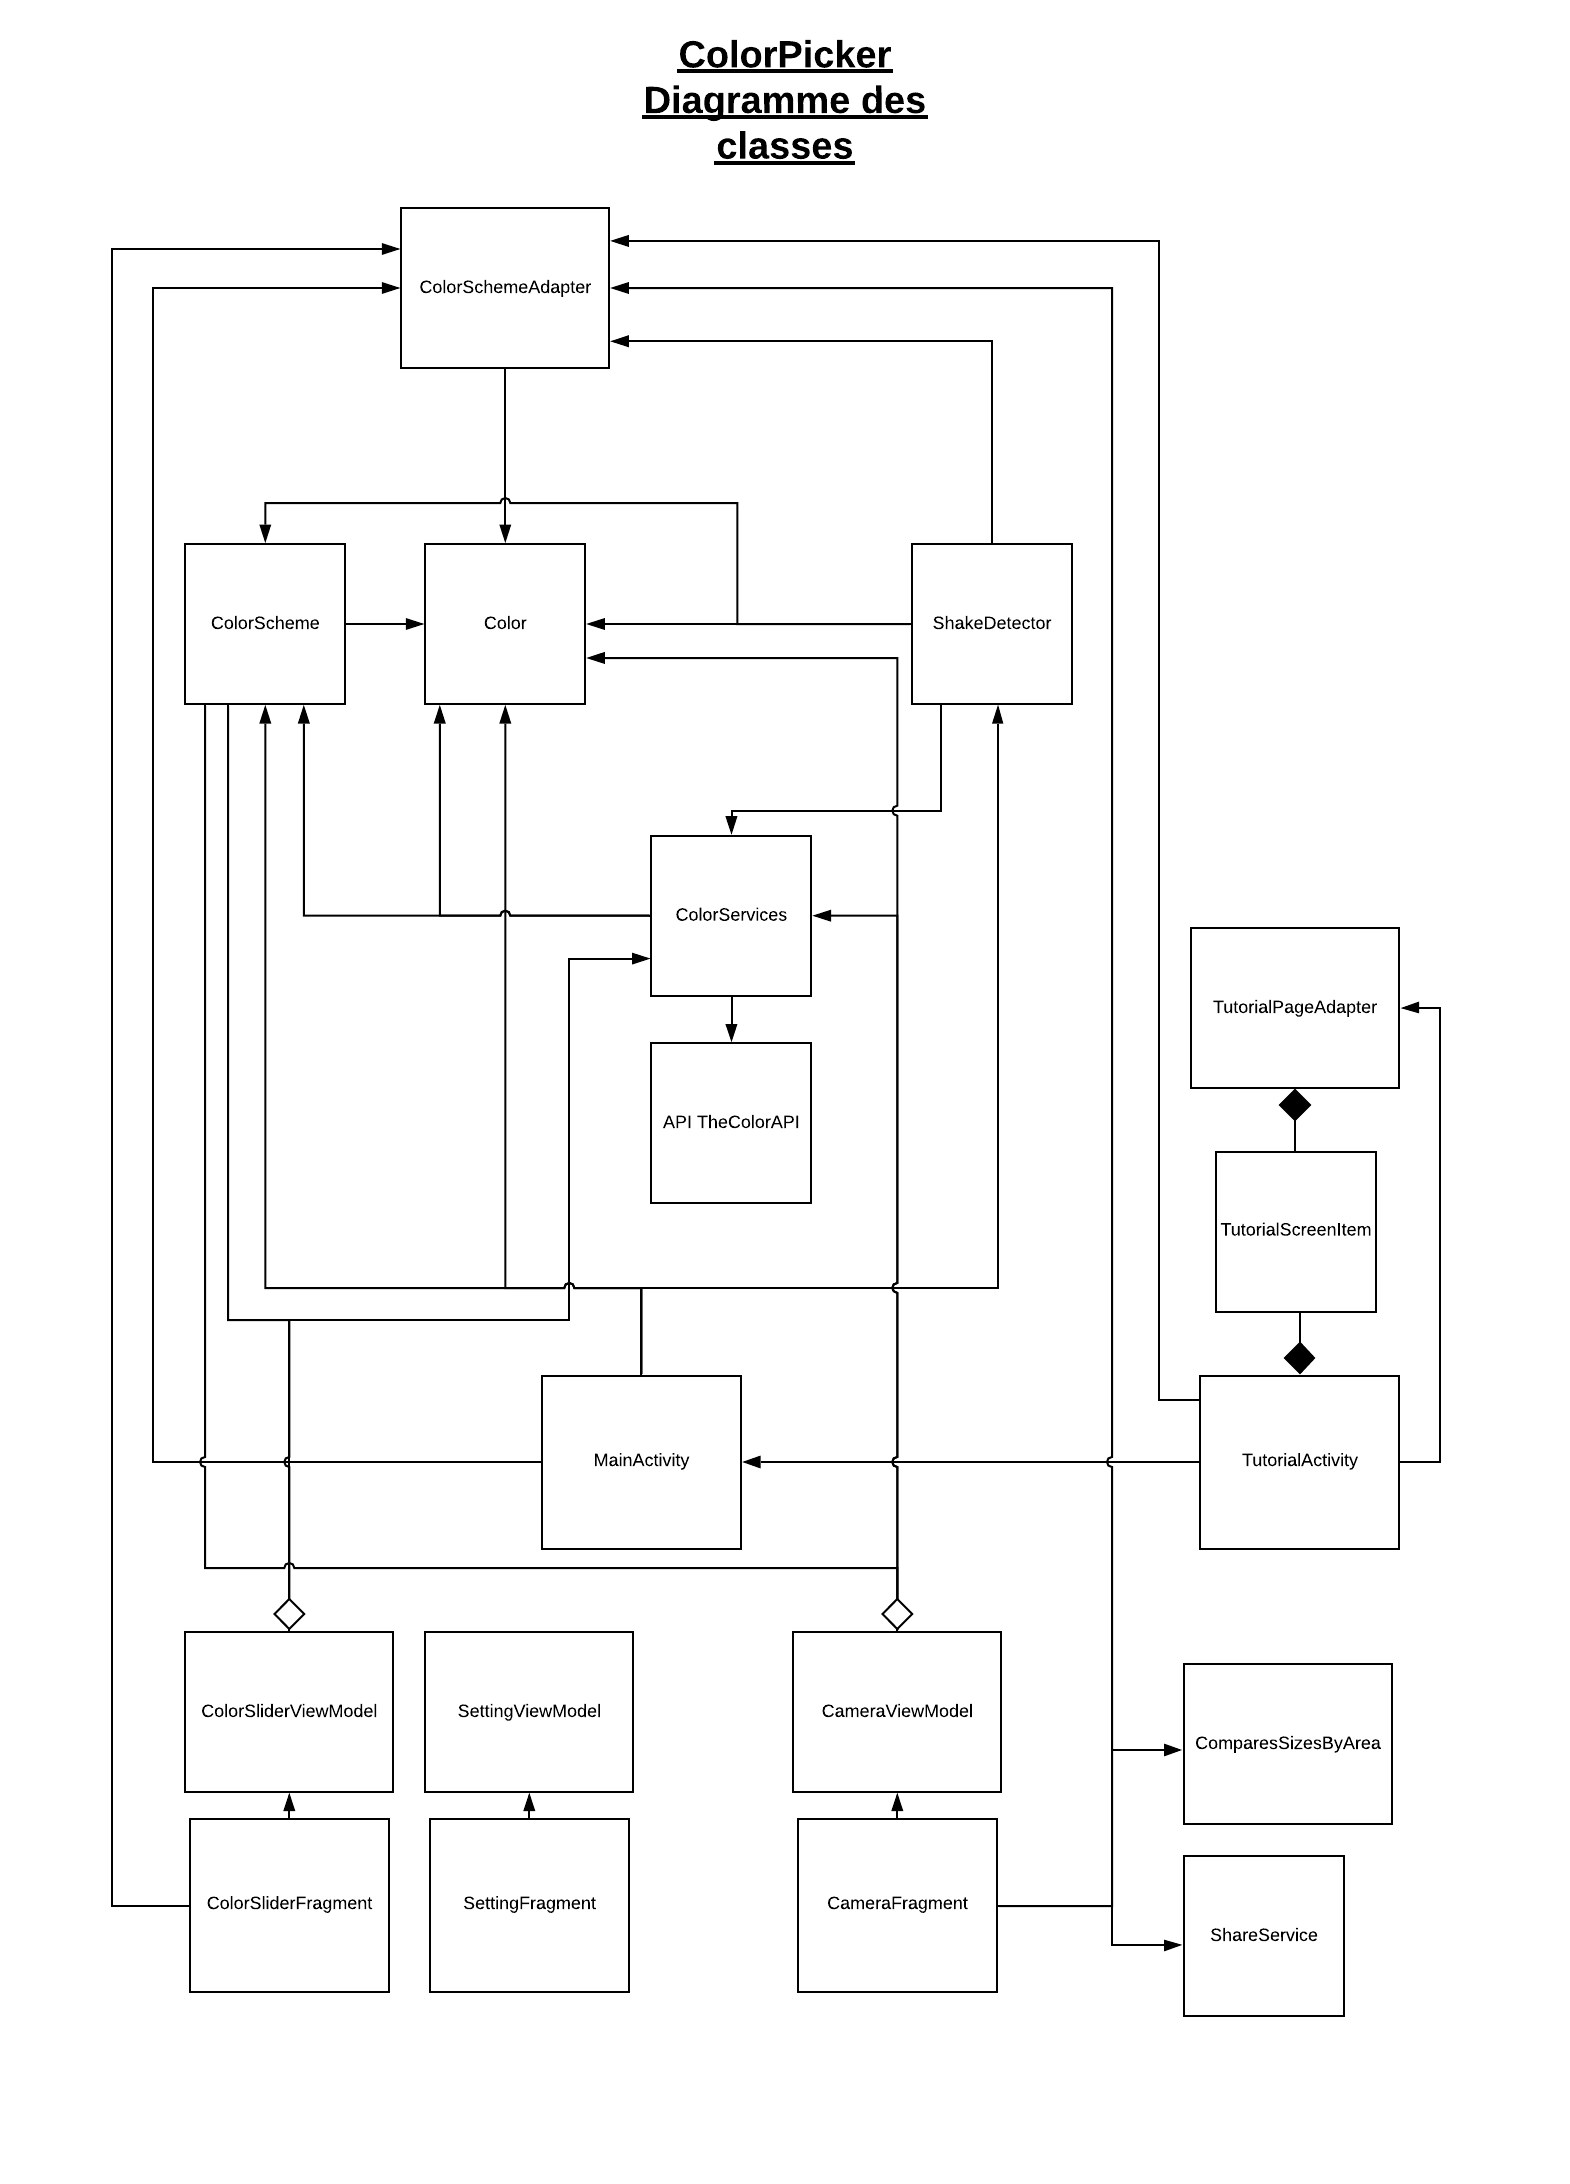 ColorPicker
Diagramme des
classes
ColorSchemeAdapter
ColorScheme
Color
ShakeDetector
ColorServices
TutorialPageAdapter
API TheColorAPI
TutorialScreenItem
MainActivity
TutorialActivity
ColorSliderViewModel
SettingViewModel
CameraViewModel
ComparesSizesByArea
ColorSliderFragment
SettingFragment
CameraFragment
ShareService